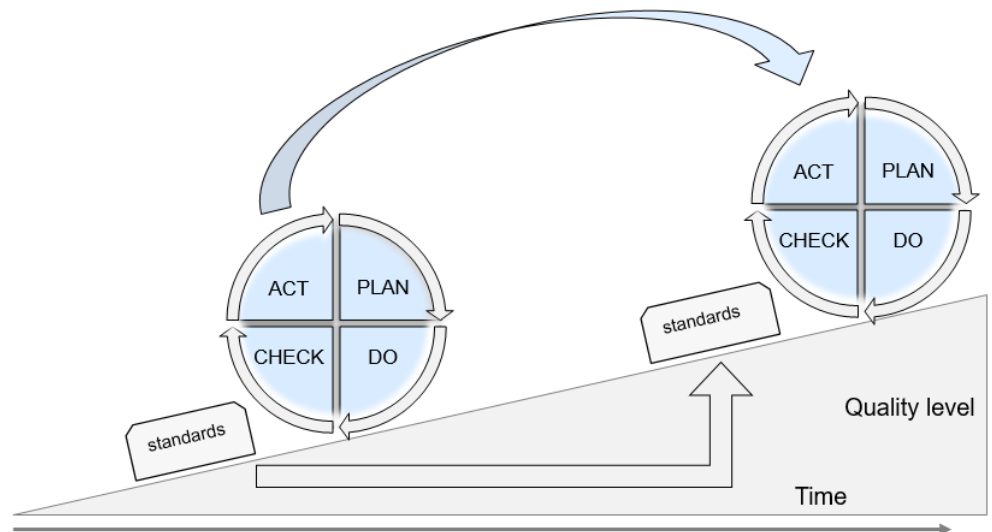 ACT
PLAN
CHECK
DO
ACT
PLAN
CHECK
DO
standards
standards
Quality level
Time